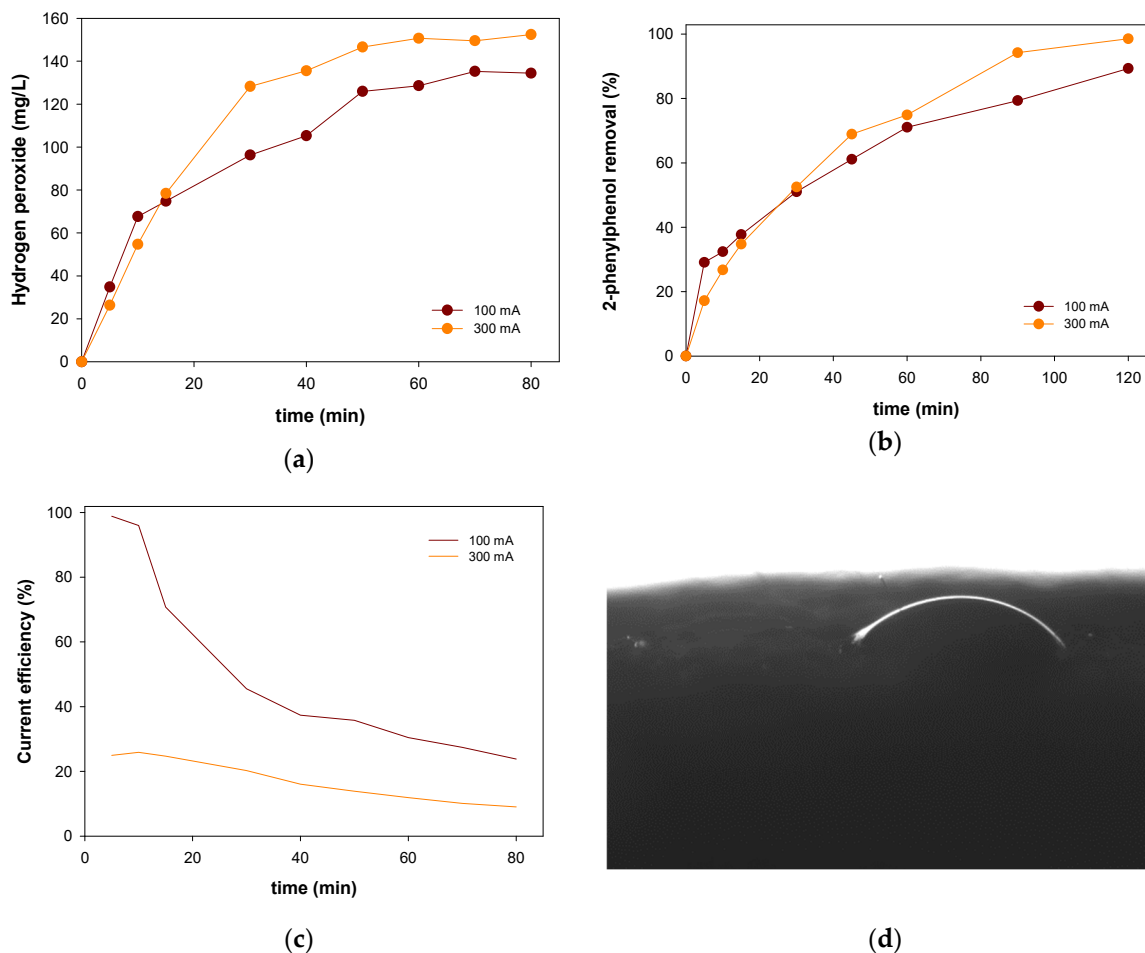 Hydrogen peroxide (mg/L)
160
140
120
100
80
60
40
20
0
100 mA
300 mA
0 20 40 60 80
time (min)
(a)
2-phenylphenol removal (%)
100
80
60
40
20
0
100 mA
300 mA
0 20 40 60 80 100 120
time (min)
(b)
Current efficiency (%)
100
80
60
40
20
0
100 mA
300 mA
0 20 40 60 80
time (min)
(c)
(d)